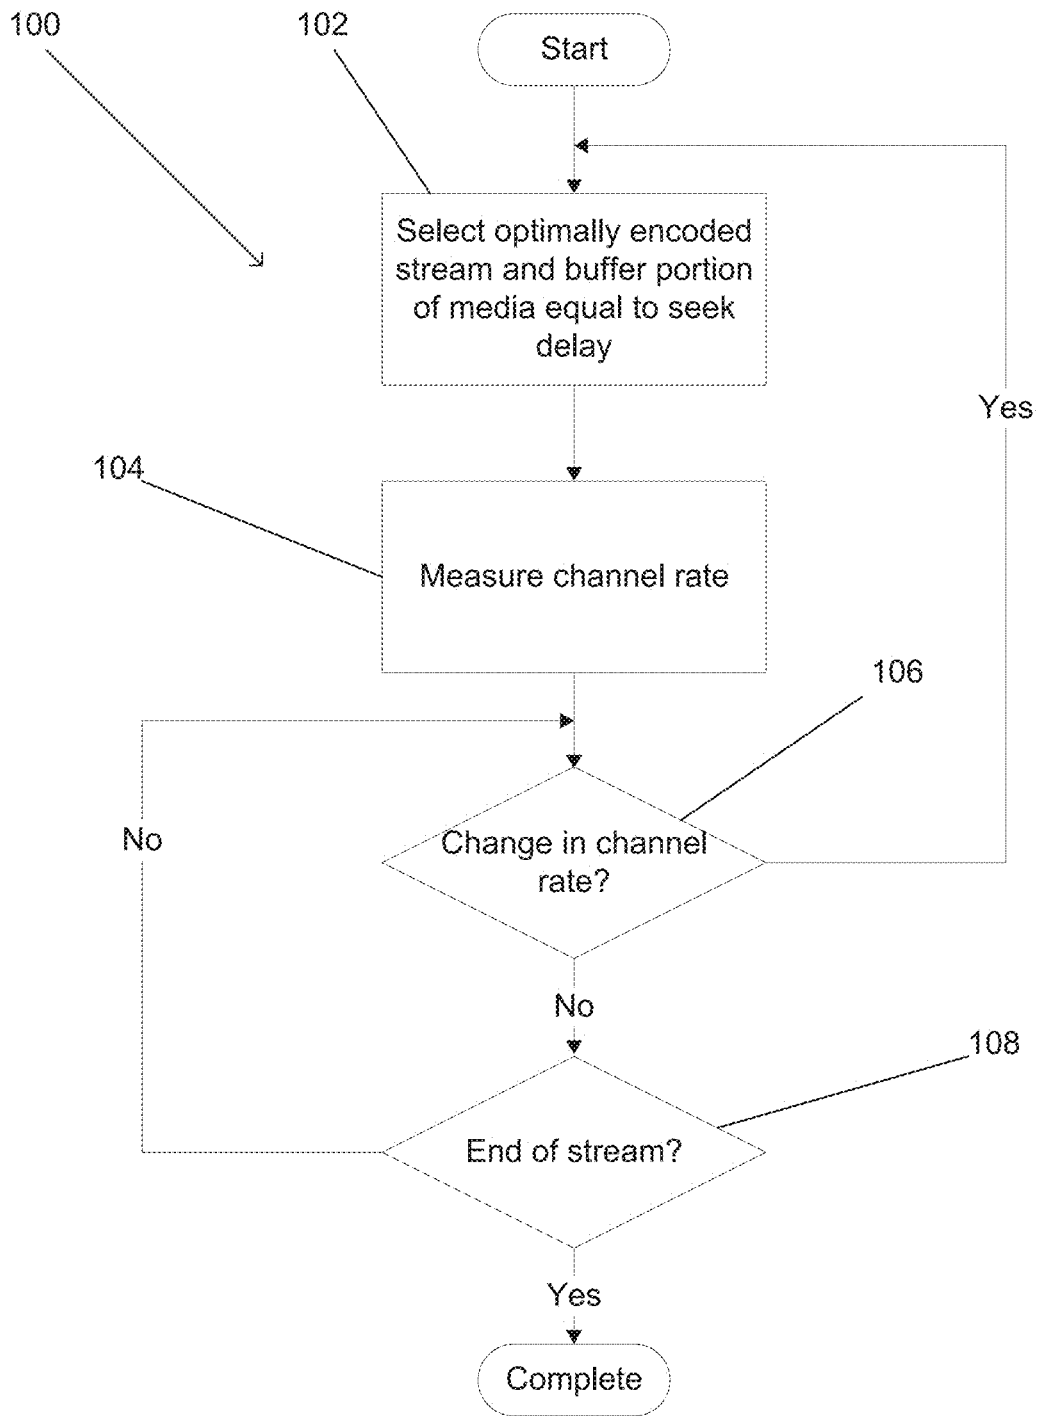 100
102
Start
Select optimally encoded
stream and buffer portion
of media equal to seek
delay
Yes
104
Measure channel rate
106
No
Change in channel
rate?
No
108
End of stream?
Yes
Complete